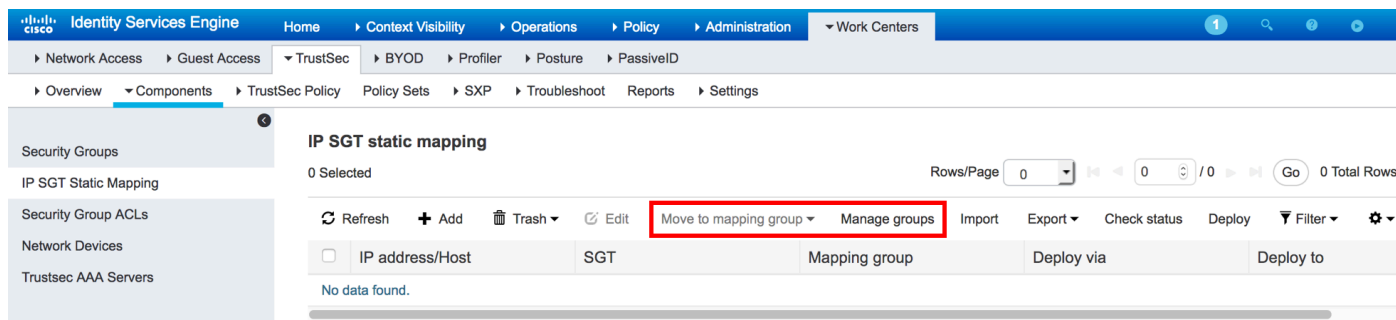 cisco Identity Services Engine Home Context Visibility Operations Policy Administration Work Centers 1
Network Access Guest Access TrustSec BYOD Profiler Posture PassiveID
Overview Components TrustSec Policy Policy Sets SXP Troubleshoot Reports Settings
Security Groups
IP SGT Static Mapping
Security Group ACLs
Network Devices
Trustsec AAA Servers
IP SGT static mapping
0 Selected Rows/Page 0 0 / 0 Go 0 Total Rows
Refresh Add Trash Edit Move to mapping group Manage groups Import Export Check status Deploy Filter
IP address/Host SGT Mapping group Deploy via Deploy to
No data found.